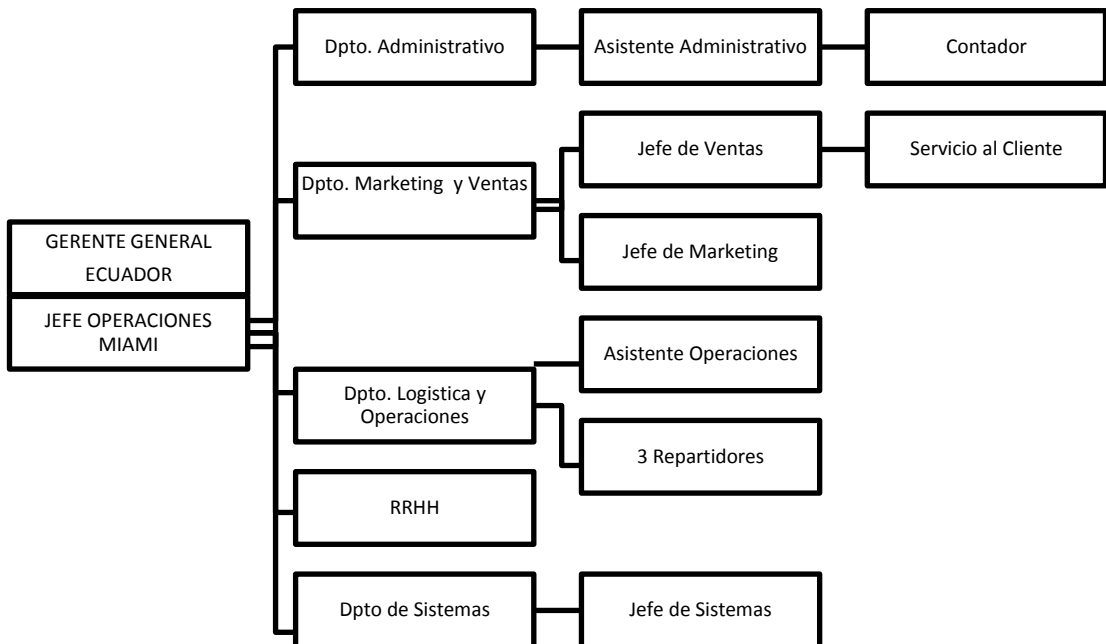 Dpto. Administrativo
Asistente Administrativo
Contador
Jefe de Ventas
Servicio al Cliente
Dpto. Marketing y Ventas
Jefe de Marketing
GERENTE GENERAL
ECUADOR
JEFE OPERACIONES
MIAMI
Asistente Operaciones
Dpto. Logistica y
Operaciones
3 Repartidores
RRHH
Dpto de Sistemas
Jefe de Sistemas